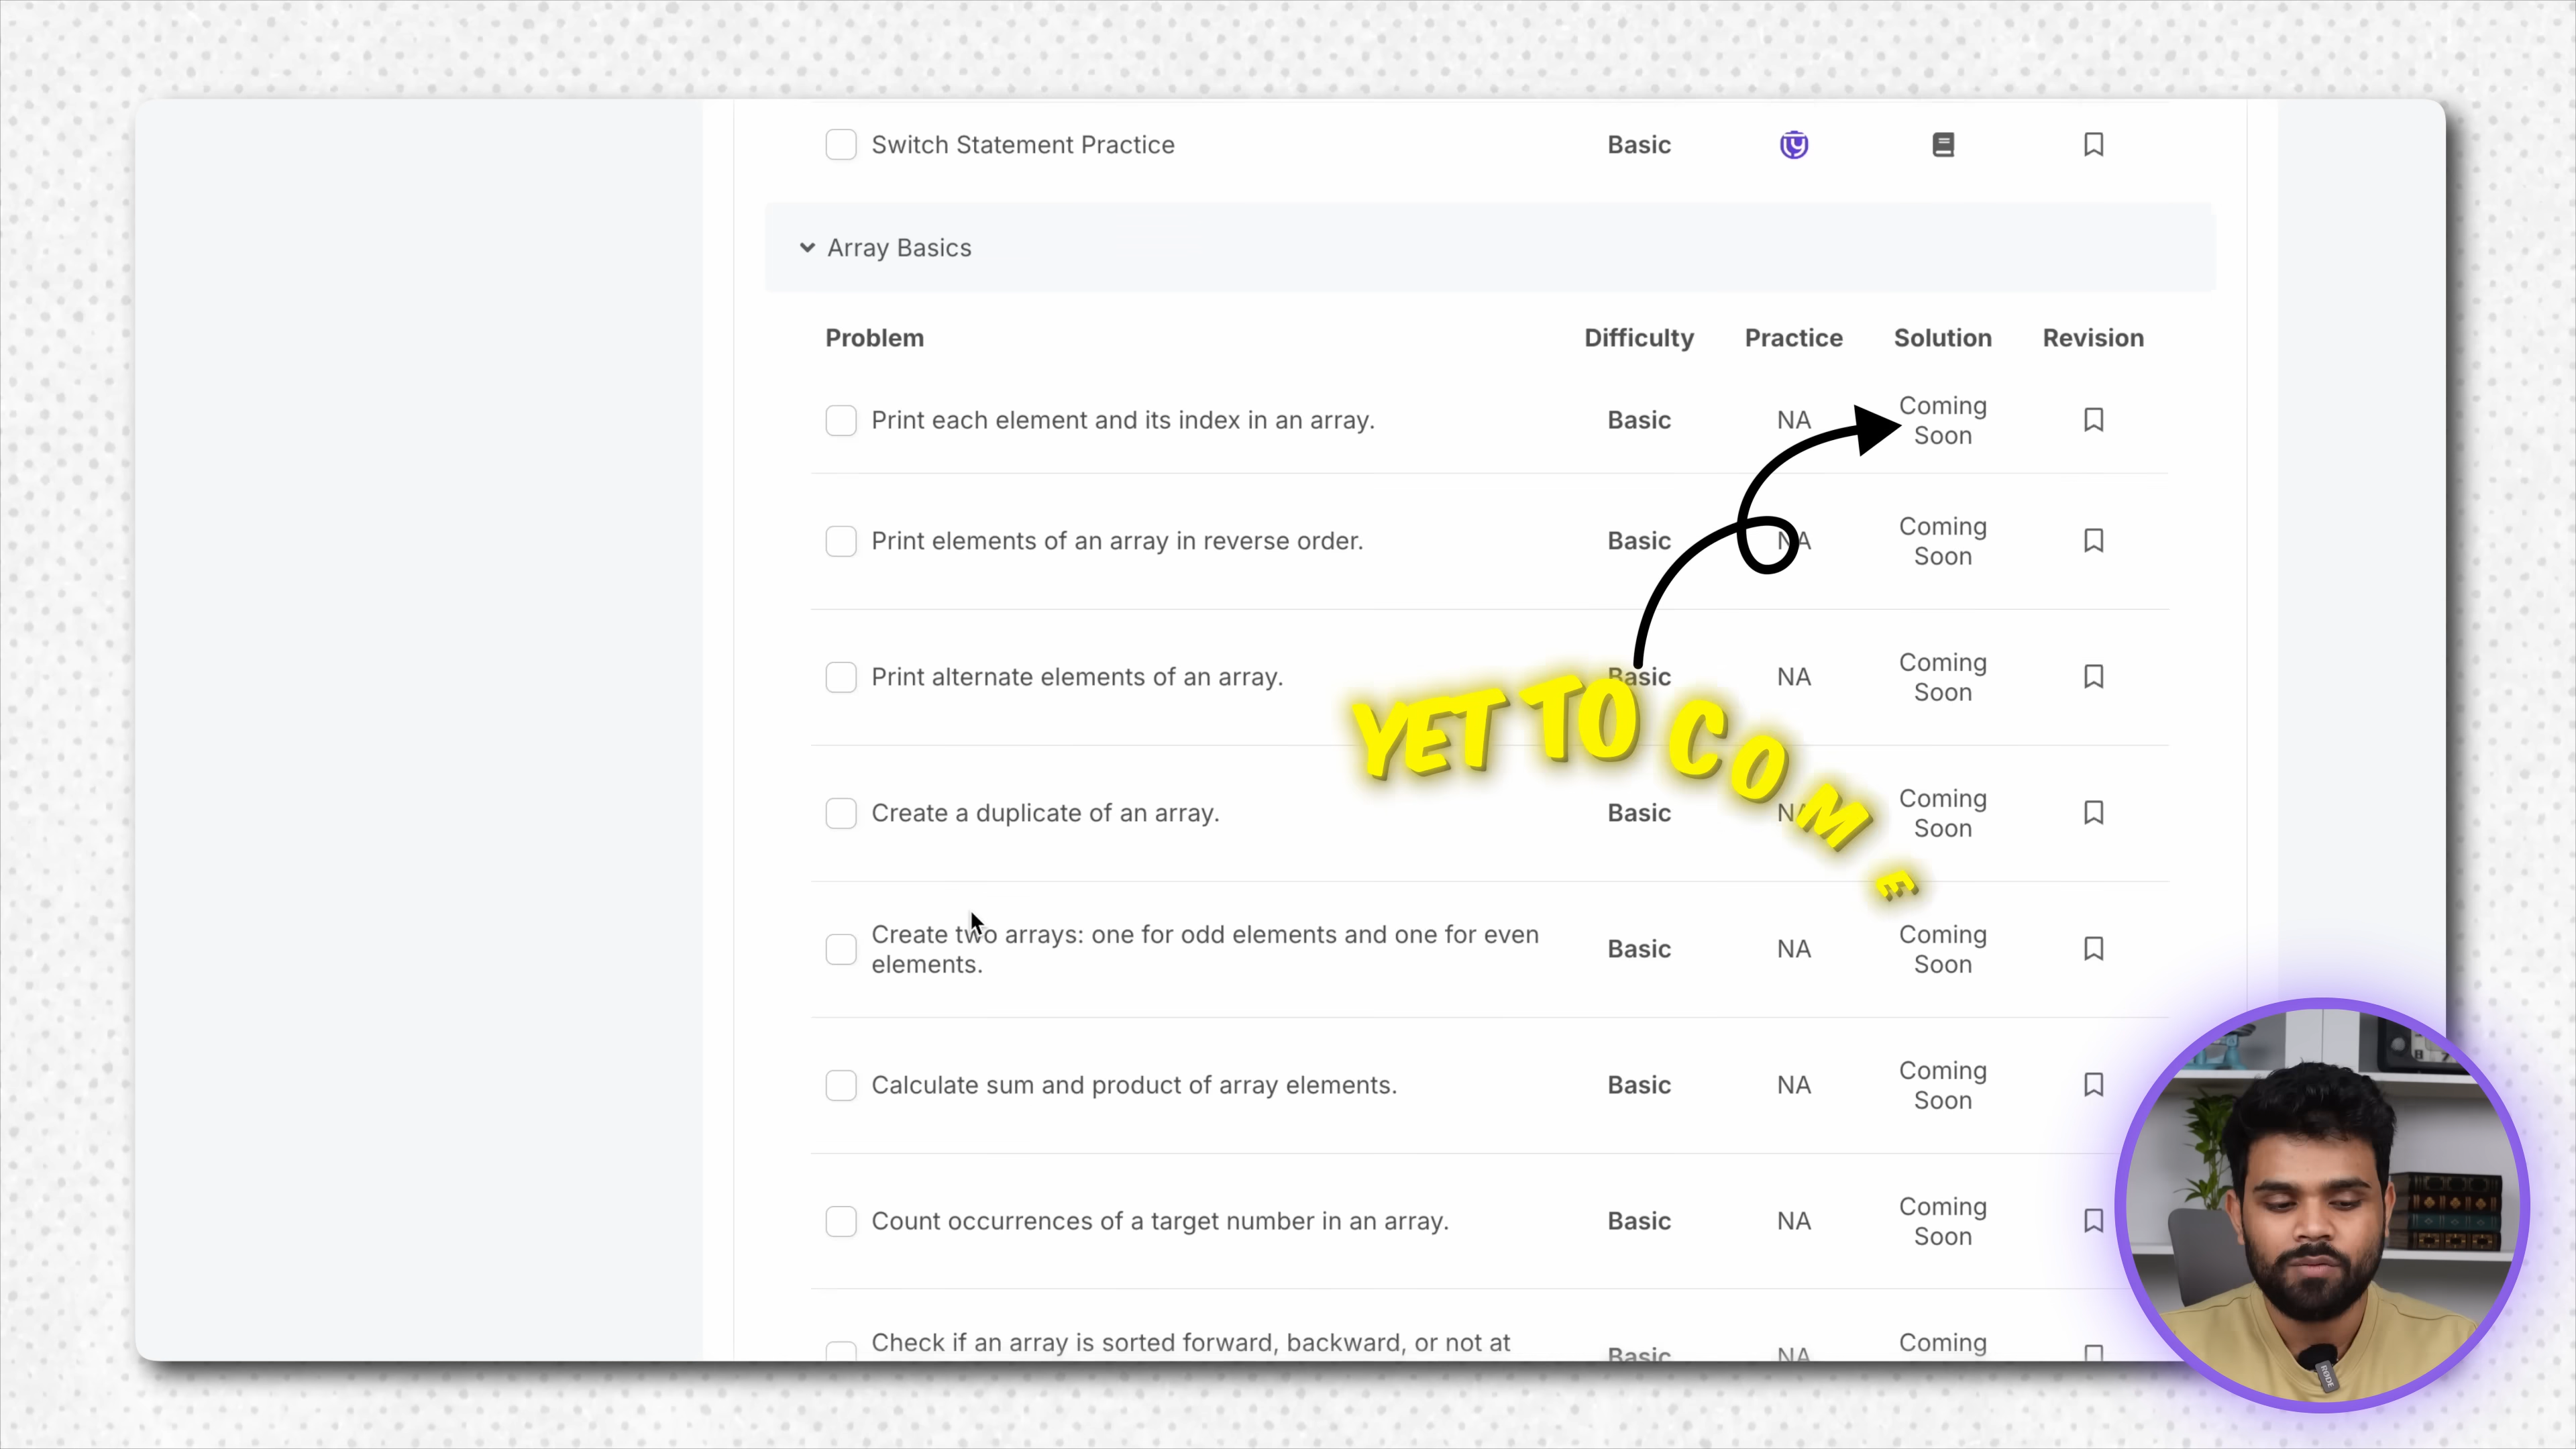 Switch Statement Practice Basic
Array Basics
Problem Difficulty Practice Solution Revision
Print each element and its index in an array. Basic NA Coming Soon
Print elements of an array in reverse order. Basic NA Coming Soon
Print alternate elements of an array. Basic NA Coming Soon
YET TO COME
Create a duplicate of an array. Basic NA Coming Soon
Create two arrays: one for odd elements and one for even
elements. Basic NA Coming Soon
Calculate sum and product of array elements. Basic NA Coming Soon
Count occurrences of a target number in an array. Basic NA Coming Soon
Check if an array is sorted forward, backward, or not at Basic NA Coming
RODE